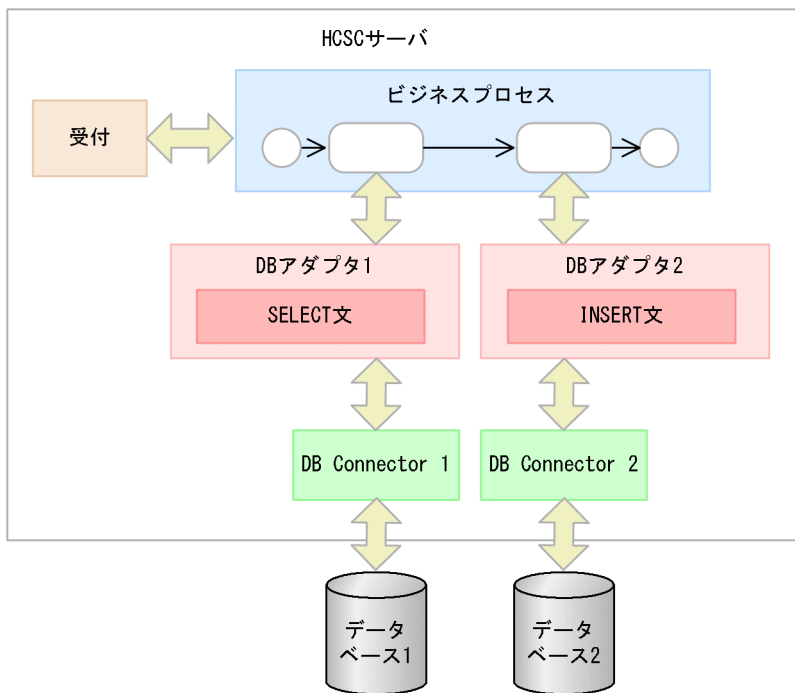 HCSCサーバ
ビジネスプロセス
受付
DBアダプタ1
DBアダプタ2
SELECT文
INSERT文
DB Connector 1
DB Connector 2
データ
ベース1
データ
ベース2